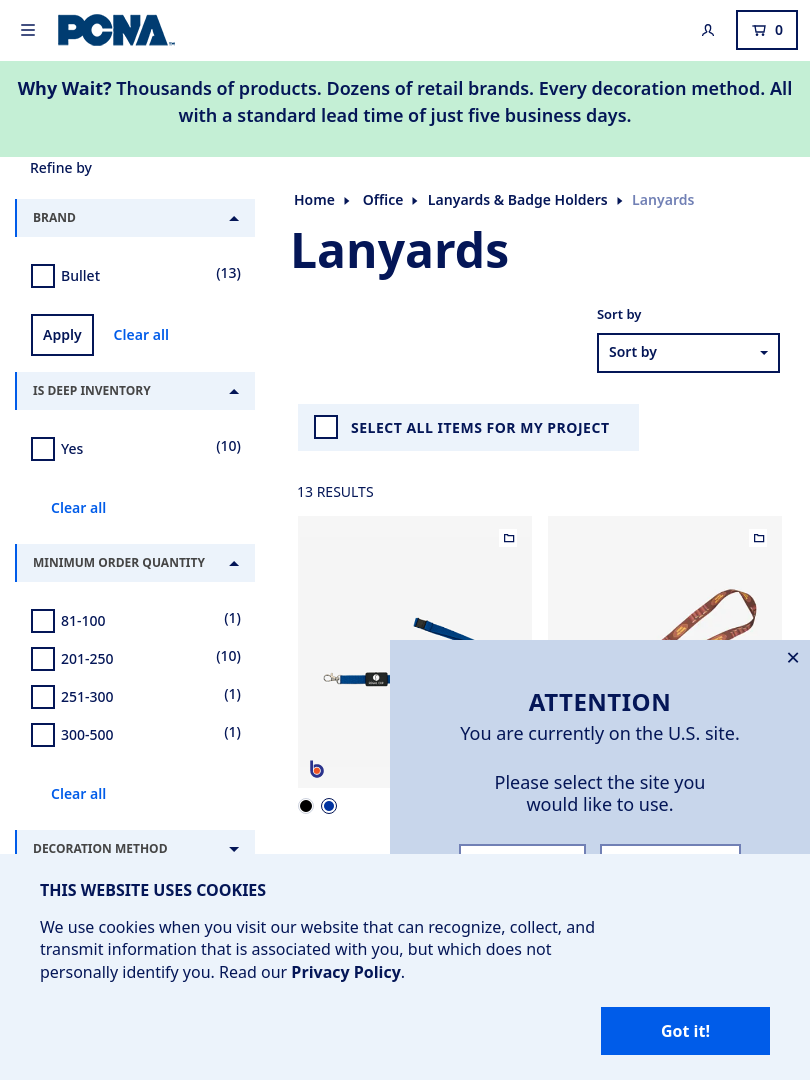 PCNA
0
Why Wait? Thousands of products. Dozens of retail brands. Every decoration method. All
with a standard lead time of just five business days.
Refine by
BRAND
Bullet (13)
Apply Clear all
IS DEEP INVENTORY
Yes (10)
Clear all
MINIMUM ORDER QUANTITY
81-100 (1)
201-250 (10)
251-300 (1)
300-500 (1)
Clear all
DECORATION METHOD
Home Office Lanyards & Badge Holders Lanyards
Lanyards
Sort by
Sort by
SELECT ALL ITEMS FOR MY PROJECT
13 RESULTS
b
ATTENTION
You are currently on the U.S. site.
Please select the site you
would like to use.
THIS WEBSITE USES COOKIES
We use cookies when you visit our website that can recognize, collect, and
transmit information that is associated with you, but which does not
personally identify you. Read our Privacy Policy.
Got it!